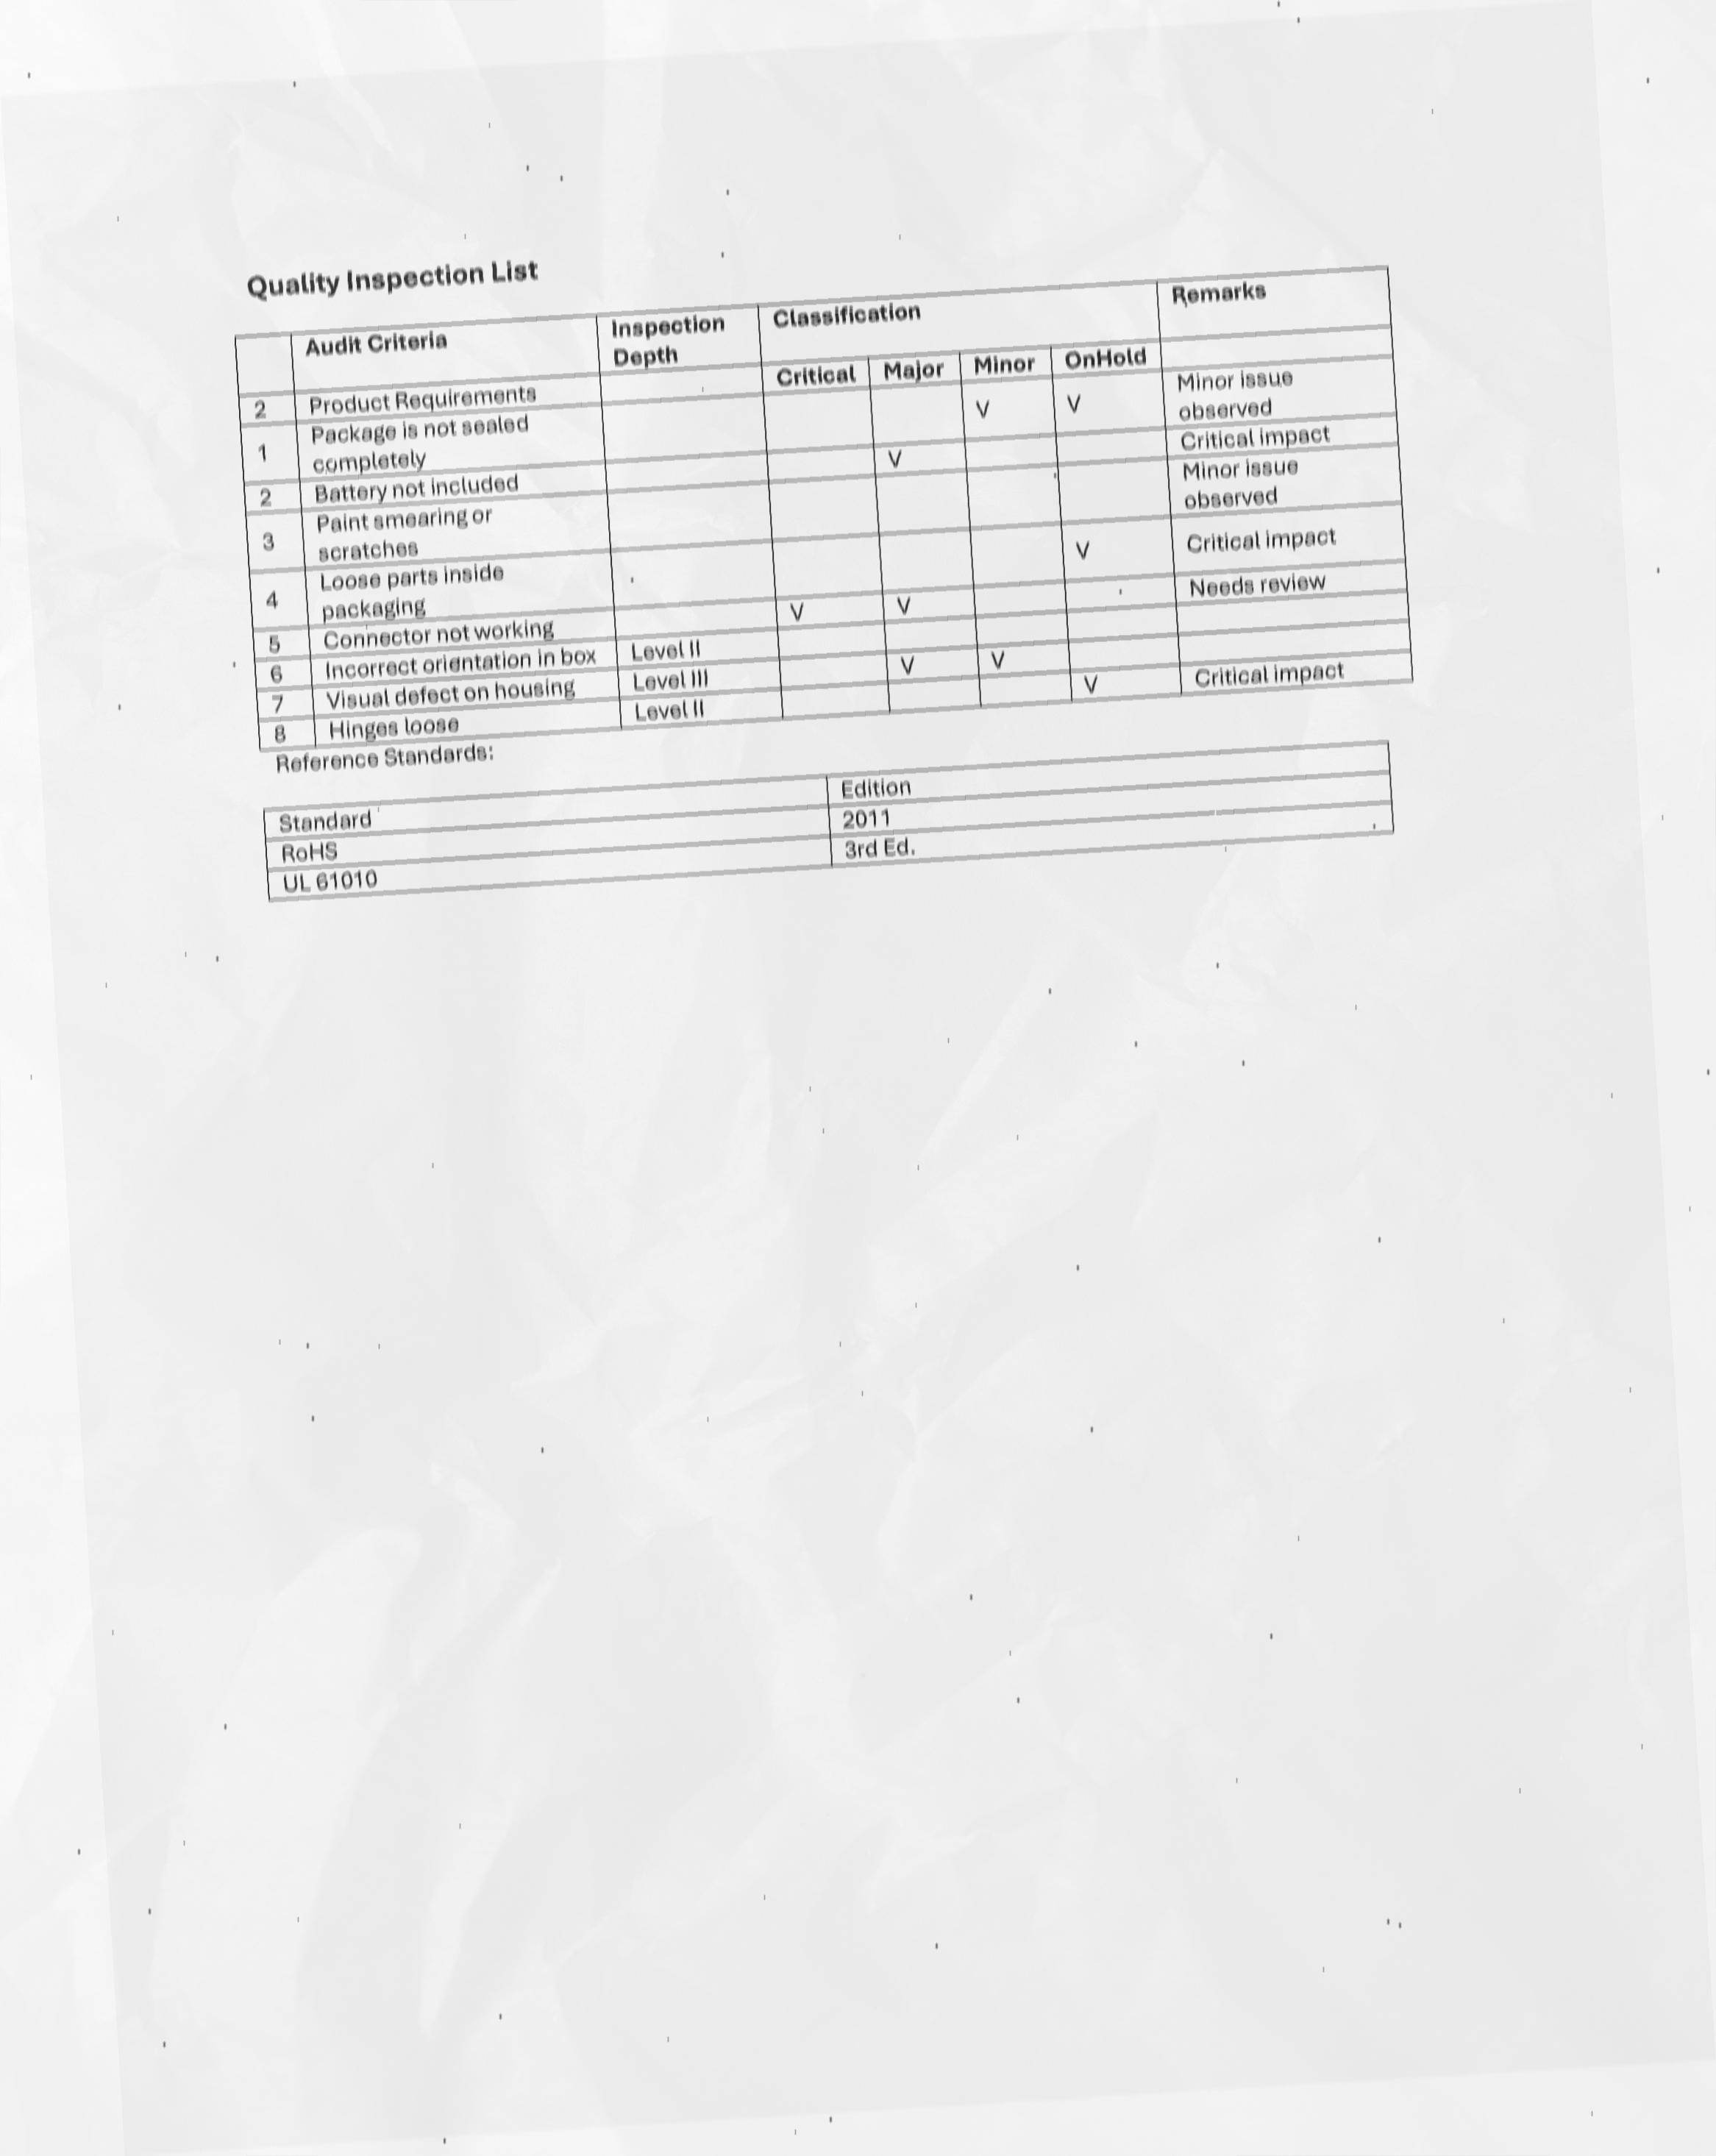 Quality Inspection List
Audit Criteria Inspection Depth Classification Remarks
Critical Major Minor OnHold
2 Product Requirements
1 Package is not sealed completely V V Minor issue observed
2 Battery not included V Critical impact
3 Paint smearing or scratches Minor issue observed
4 Loose parts inside packaging V Critical impact
5 Connector not working V V Needs review
6 Incorrect orientation in box Level II
7 Visual defect on housing Level III V V
8 Hinges loose Level II V Critical impact
Reference Standards:
Standard Edition
RoHS 2011
UL 61010 3rd Ed.